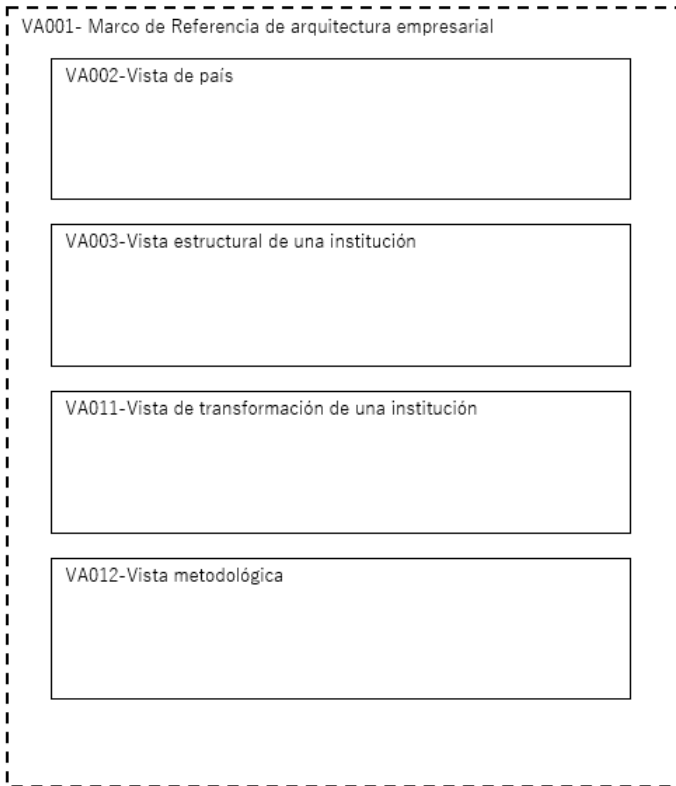 VA001- Marco de Referencia de arquitectura empresarial
VA002-Vista de país
VA003-Vista estructural de una institución
VA011-Vista de transformación de una institución
VA012-Vista metodológica